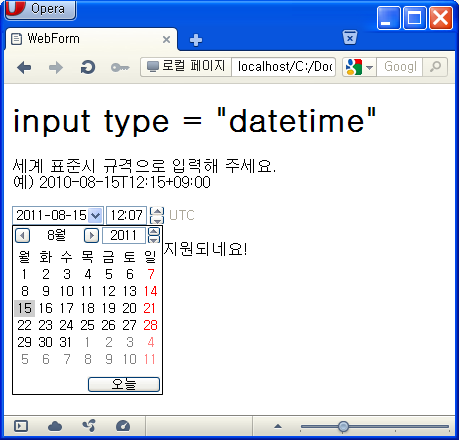 Opera
WebForm
로컬 페이지 localhost/C:/Doc Googl
input type = "datetime"
세계 표준시 규격으로 입력해 주세요.
예) 2010-08-15T12:15+09:00
2011-08-15 12:07 UTC
8월 2011
지원되네요!
월 화 수 목 금 토 일
1 2 3 4 5 6 7
8 9 10 11 12 13 14
15 16 17 18 19 20 21
22 23 24 25 26 27 28
29 30 31 1 2 3 4
5 6 7 8 9 10 11
오늘